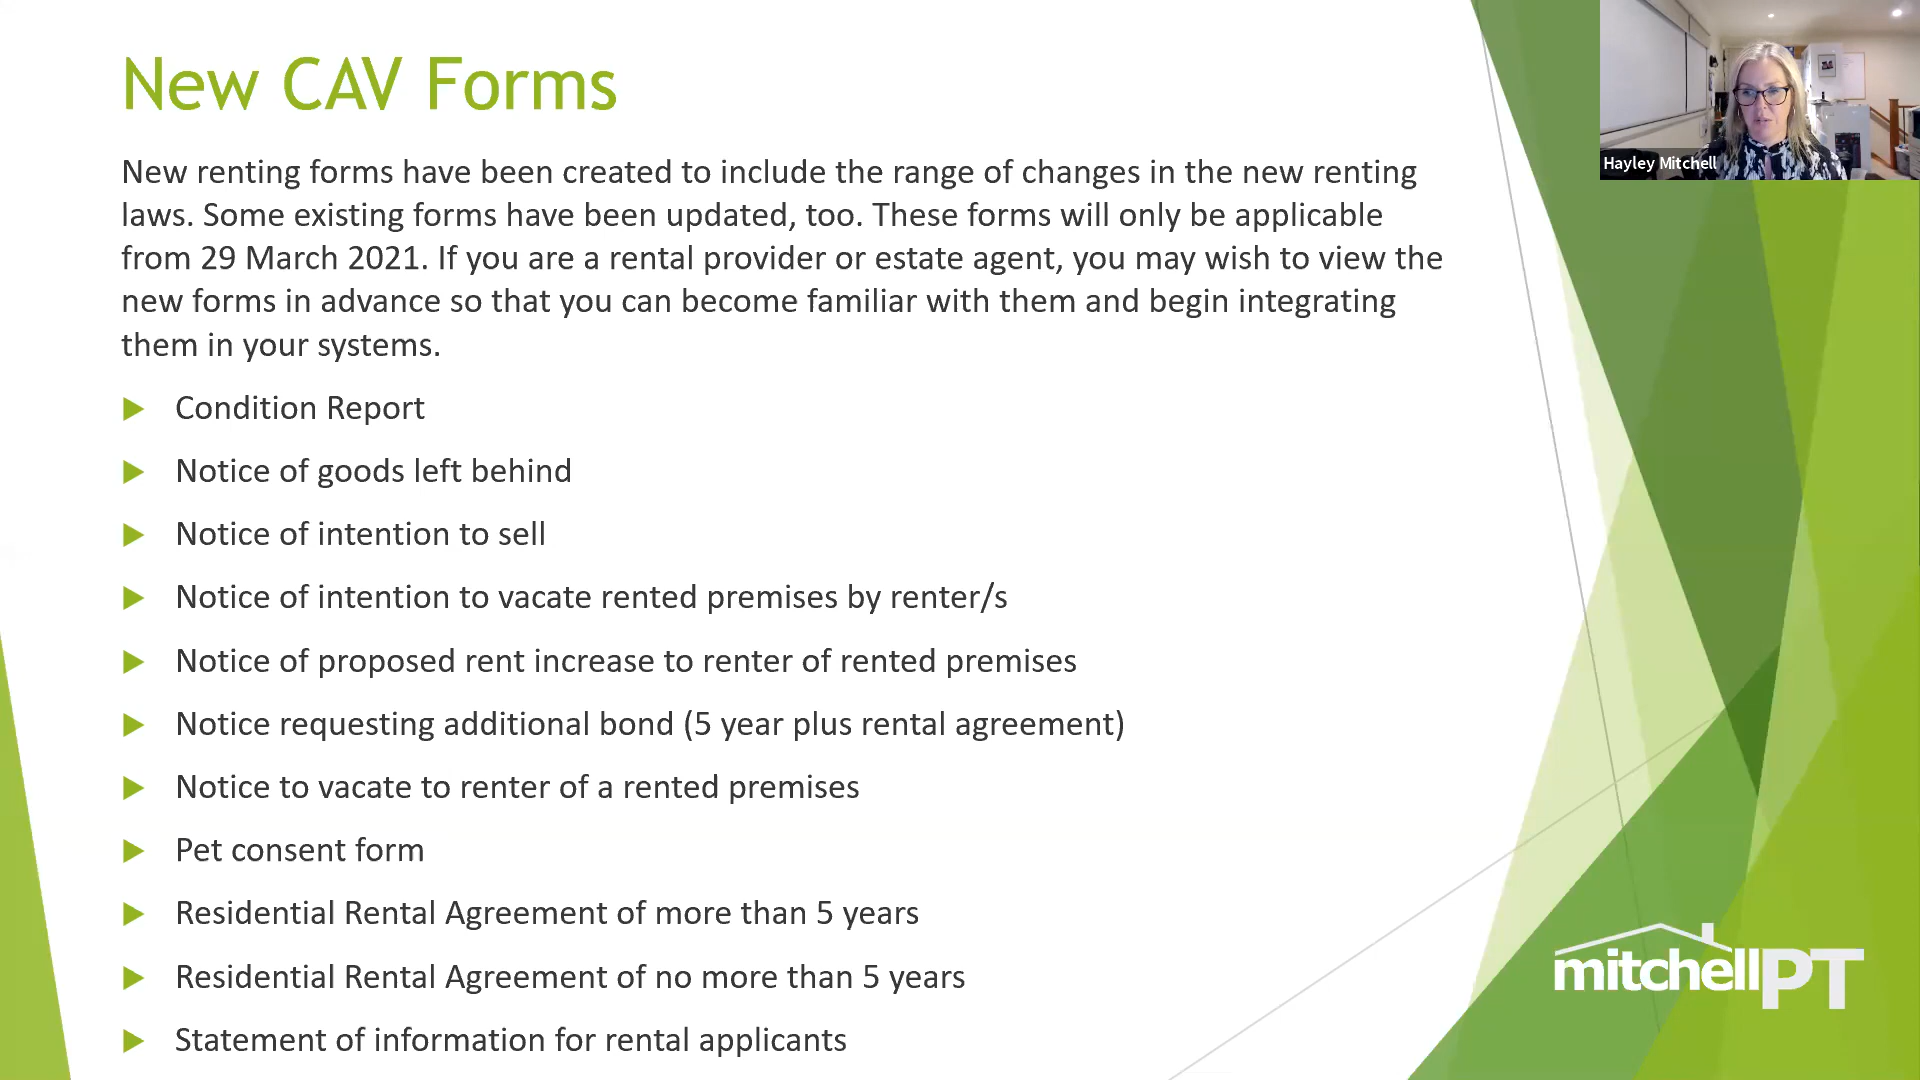 New CAV Forms
Hayley Mitchell
New renting forms have been created to include the range of changes in the new renting
laws. Some existing forms have been updated, too. These forms will only be applicable
from 29 March 2021. If you are a rental provider or estate agent, you may wish to view the
new forms in advance so that you can become familiar with them and begin integrating
them in your systems.
Condition Report
Notice of goods left behind
Notice of intention to sell
Notice of intention to vacate rented premises by renter/s
Notice of proposed rent increase to renter of rented premises
Notice requesting additional bond (5 year plus rental agreement)
Notice to vacate to renter of a rented premises
Pet consent form
Residential Rental Agreement of more than 5 years
Residential Rental Agreement of no more than 5 years
Statement of information for rental applicants
mitchellPT